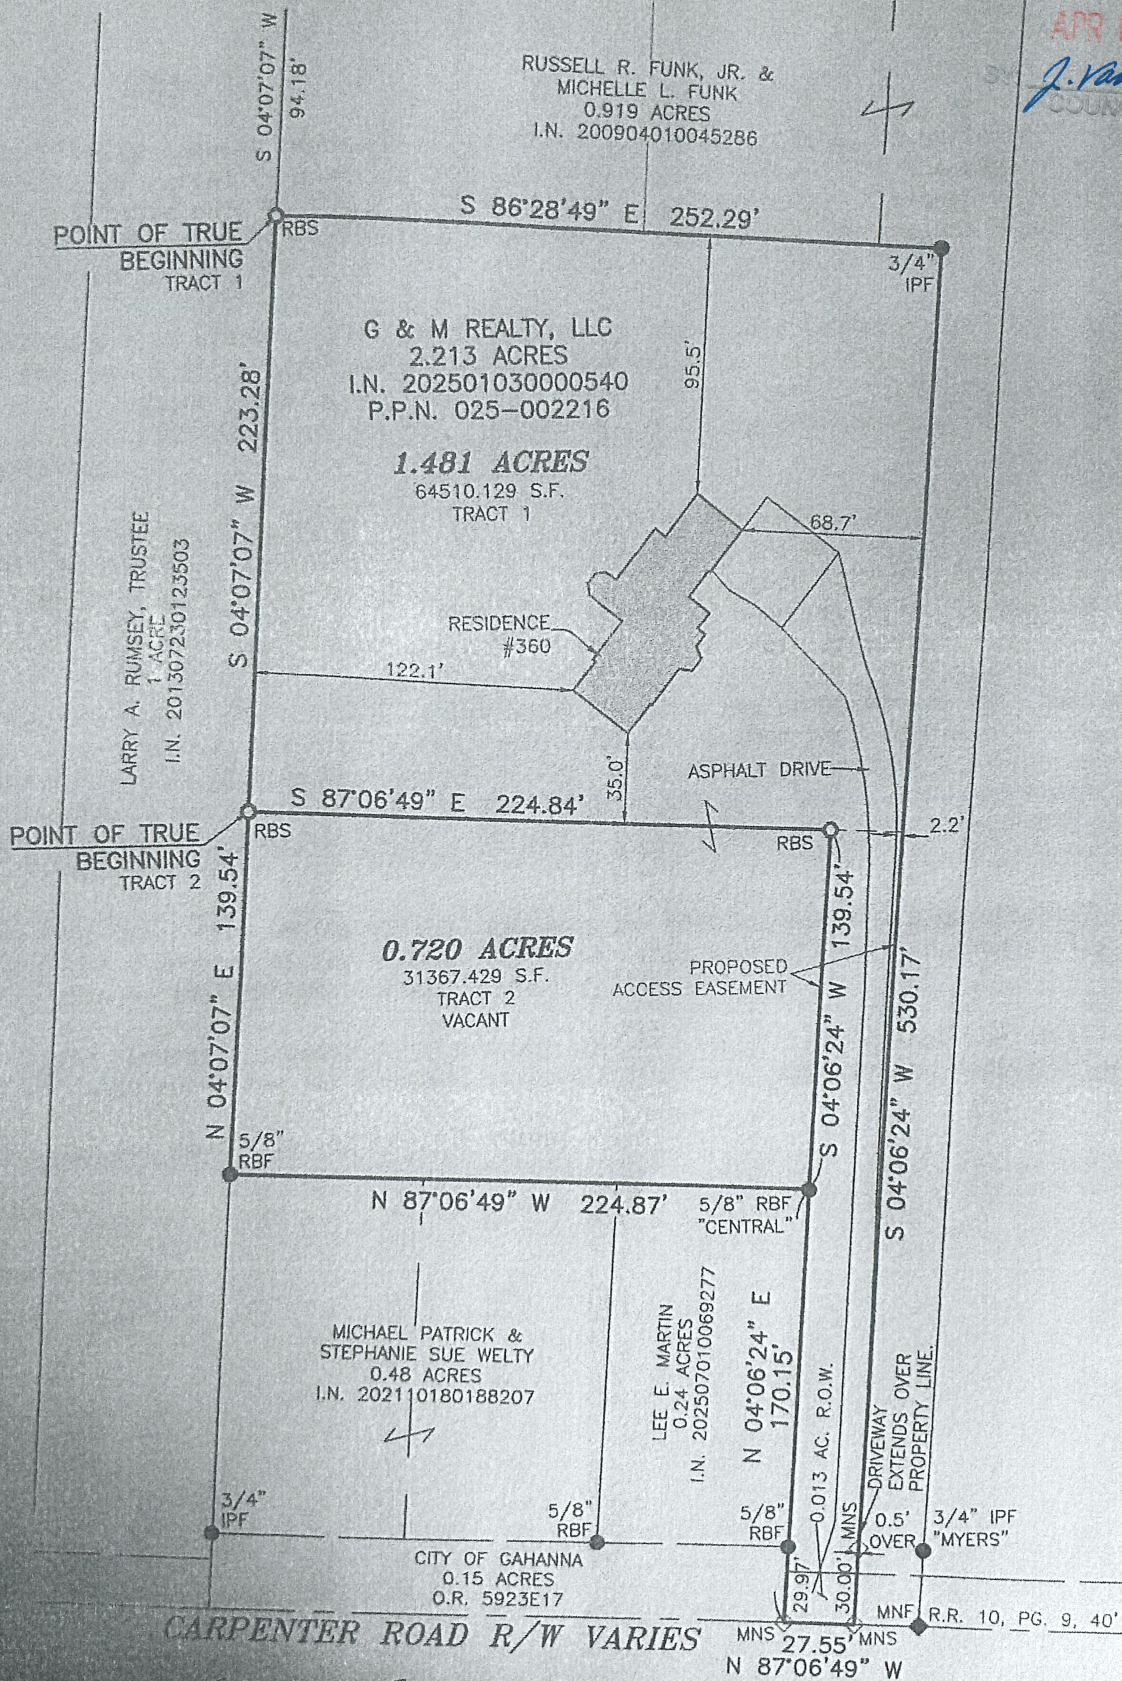 APR
S 04°07'07" W
94.18'
RUSSELL R. FUNK, JR. &
MICHELLE L. FUNK
0.919 ACRES
I.N. 200904010045286
COUN
S 86°28'49" E 252.29'
POINT OF TRUE
BEGINNING
TRACT 1
RBS
3/4"
IPF
G & M REALTY, LLC
2.213 ACRES
I.N. 202501030000540
P.P.N. 025-002216
1.481 ACRES
64510.129 S.F.
TRACT 1
95.5'
S 04°07'07" W 223.28'
LARRY A. RUMSEY, TRUSTEE
1 ACRE
I.N. 201307230123503
68.7'
RESIDENCE
#360
122.1'
35.0'
ASPHALT DRIVE
S 87°06'49" E 224.84'
2.2'
POINT OF TRUE
BEGINNING
TRACT 2
RBS
RBS
N 04°07'07" E 139.54'
0.720 ACRES
31367.429 S.F.
TRACT 2
VACANT
PROPOSED
ACCESS EASEMENT
S 04°06'24" W 139.54'
S 04°06'24" W 530.17'
5/8"
RBF
N 87°06'49" W 224.87'
5/8" RBF
"CENTRAL"
MICHAEL PATRICK &
STEPHANIE SUE WELTY
0.48 ACRES
I.N. 202110180188207
LEE E. MARTIN
0.24 ACRES
I.N. 202507010069277
N 04°06'24" E
170.15'
0.013 AC. R.O.W.
DRIVEWAY
EXTENDS OVER
PROPERTY LINE.
3/4"
IPF
5/8"
RBF
5/8"
RBF
MNS
0.5'
OVER
3/4" IPF
"MYERS"
CITY OF GAHANNA
0.15 ACRES
O.R. 5923E17
29.97'
30.00'
CARPENTER ROAD R/W VARIES
MNS
27.55'
MNS
MNF
R.R. 10, PG. 9, 40'
N 87°06'49" W